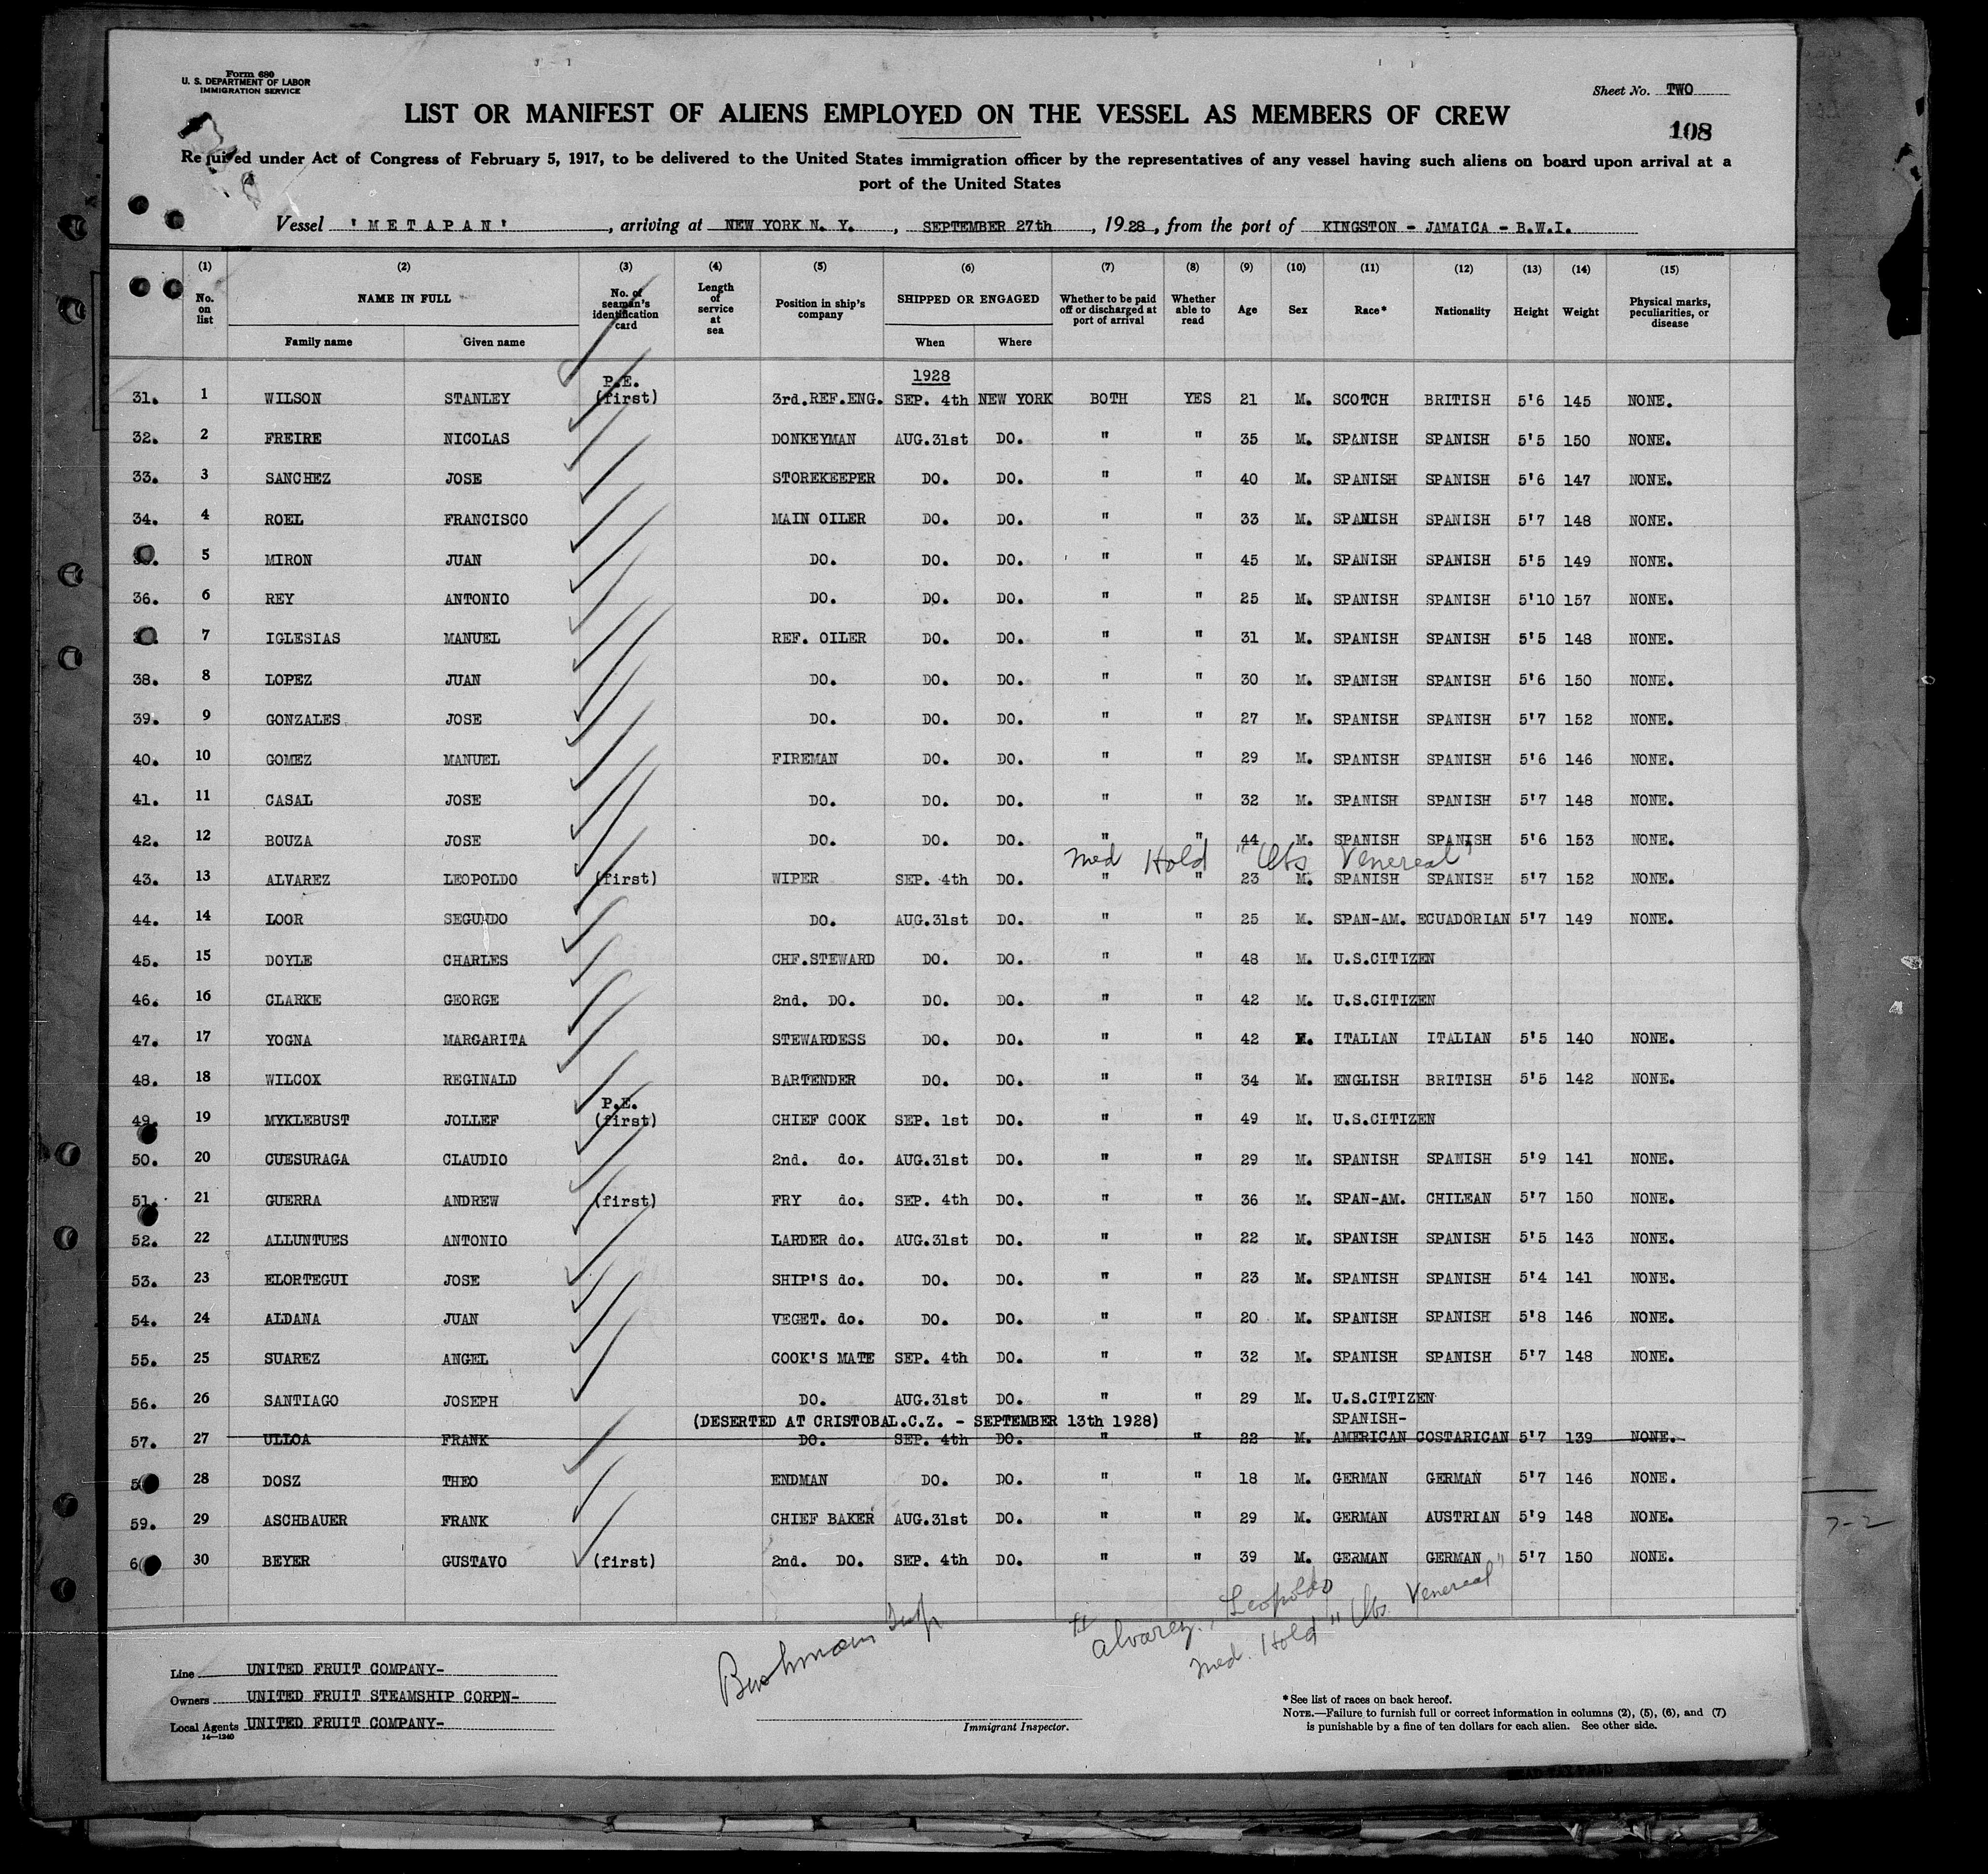 Form 680
U. S. DEPARTMENT OF LABOR
IMMIGRATION SERVICE
Sheet No. TWO
LIST OR MANIFEST OF ALIENS EMPLOYED ON THE VESSEL AS MEMBERS OF CREW
108
Required under Act of Congress of February 5, 1917, to be delivered to the United States immigration officer by the representatives of any vessel having such aliens on board upon arrival at a
port of the United States
Vessel 'METAPAN', arriving at NEW YORK N. Y., SEPTEMBER 27th, 1928, from the port of KINGSTON - JAMAICA - B.W.I.
(1) (2) (3) (4) (5) (6) (7) (8) (9) (10) (11) (12) (13) (14) (15)
No. on list NAME IN FULL Family name Given name No. of seaman's identification card Length of service at sea Position in ship's company SHIPPED OR ENGAGED When Where Whether to be paid off or discharged at port of arrival Whether able to read Age Sex Race* Nationality Height Weight Physical marks, peculiarities, or disease
P.E. 1928
31. 1 WILSON STANLEY (first) 3rd.REF.ENG. SEP. 4th NEW YORK BOTH YES 21 M. SCOTCH BRITISH 5'6 145 NONE.
32. 2 FREIRE NICOLAS DONKEYMAN AUG.31st DO. " " 35 M. SPANISH SPANISH 5'5 150 NONE.
33. 3 SANCHEZ JOSE STOREKEEPER DO. DO. " " 40 M. SPANISH SPANISH 5'6 147 NONE.
34. 4 ROEL FRANCISCO MAIN OILER DO. DO. " " 33 M. SPANISH SPANISH 5'7 148 NONE.
5 MIRON JUAN DO. DO. DO. " " 45 M. SPANISH SPANISH 5'5 149 NONE.
36. 6 REY ANTONIO DO. DO. DO. " " 25 M. SPANISH SPANISH 5'10 157 NONE.
7 IGLESIAS MANUEL REF. OILER DO. DO. " " 31 M. SPANISH SPANISH 5'5 148 NONE.
38. 8 LOPEZ JUAN DO. DO. DO. " " 30 M. SPANISH SPANISH 5'6 150 NONE.
39. 9 GONZALES JOSE DO. DO. DO. " " 27 M. SPANISH SPANISH 5'7 152 NONE.
40. 10 GOMEZ MANUEL FIREMAN DO. DO. " " 29 M. SPANISH SPANISH 5'6 146 NONE.
41. 11 CASAL JOSE DO. DO. DO. " " 32 M. SPANISH SPANISH 5'7 148 NONE.
42. 12 BOUZA JOSE DO. DO. DO. " " 44 M. SPANISH SPANISH 5'6 153 NONE.
Med Hold "Obs Venereal"
43. 13 ALVAREZ LEOPOLDO (first) WIPER SEP. 4th DO. " " 23 M. SPANISH SPANISH 5'7 152 NONE.
44. 14 LOOR SEGUNDO DO. AUG.31st DO. " " 25 M. SPAN-AM. ECUADORIAN 5'7 149 NONE.
45. 15 DOYLE CHARLES CHF.STEWARD DO. DO. " " 48 M. U.S.CITIZEN
46. 16 CLARKE GEORGE 2nd. DO. DO. DO. " " 42 M. U.S.CITIZEN
47. 17 YOGNA MARGARITA STEWARDESS DO. DO. " " 42 F. ITALIAN ITALIAN 5'5 140 NONE.
48. 18 WILCOX REGINALD BARTENDER DO. DO. " " 34 M. ENGLISH BRITISH 5'5 142 NONE.
P.E.
49. 19 MYKLEBUST JOLLEF (first) CHIEF COOK SEP. 1st DO. " " 49 M. U.S.CITIZEN
50. 20 CUESURAGA CLAUDIO 2nd. do. AUG.31st DO. " " 29 M. SPANISH SPANISH 5'9 141 NONE.
51. 21 GUERRA ANDREW (first) FRY do. SEP. 4th DO. " " 36 M. SPAN-AM. CHILEAN 5'7 150 NONE.
52. 22 ALLUNTUES ANTONIO LARDER do. AUG.31st DO. " " 22 M. SPANISH SPANISH 5'5 143 NONE.
53. 23 ELORTEGUI JOSE SHIP'S do. DO. DO. " " 23 M. SPANISH SPANISH 5'4 141 NONE.
54. 24 ALDANA JUAN VEGET. do. DO. DO. " " 20 M. SPANISH SPANISH 5'8 146 NONE.
55. 25 SUAREZ ANGEL COOK'S MATE SEP. 4th DO. " " 32 M. SPANISH SPANISH 5'7 148 NONE.
56. 26 SANTIAGO JOSEPH DO. AUG.31st DO. " " 29 M. U.S.CITIZEN
(DESERTED AT CRISTOBAL.C.Z. - SEPTEMBER 13th 1928) SPANISH-
57. 27 ULLOA FRANK DO. SEP. 4th DO. " " 22 M. AMERICAN COSTARICAN 5'7 139 NONE.
28 DOSZ THEO ENDMAN DO. DO. " " 18 M. GERMAN GERMAN 5'7 146 NONE.
59. 29 ASCHBAUER FRANK CHIEF BAKER AUG.31st DO. " " 29 M. GERMAN AUSTRIAN 5'9 148 NONE.
30 BEYER GUSTAVO (first) 2nd. DO. SEP. 4th DO. " " 39 M. GERMAN GERMAN 5'7 150 NONE.
7-2
Bushman Insp
Alvarez, Leopoldo
Med. Hold "Obs. Venereal"
Line UNITED FRUIT COMPANY-
Owners UNITED FRUIT STEAMSHIP CORPN-
Local Agents UNITED FRUIT COMPANY-
14-1240
Immigrant Inspector.
*See list of races on back hereof.
NOTE.—Failure to furnish full or correct information in columns (2), (5), (6), and (7)
is punishable by a fine of ten dollars for each alien. See other side.